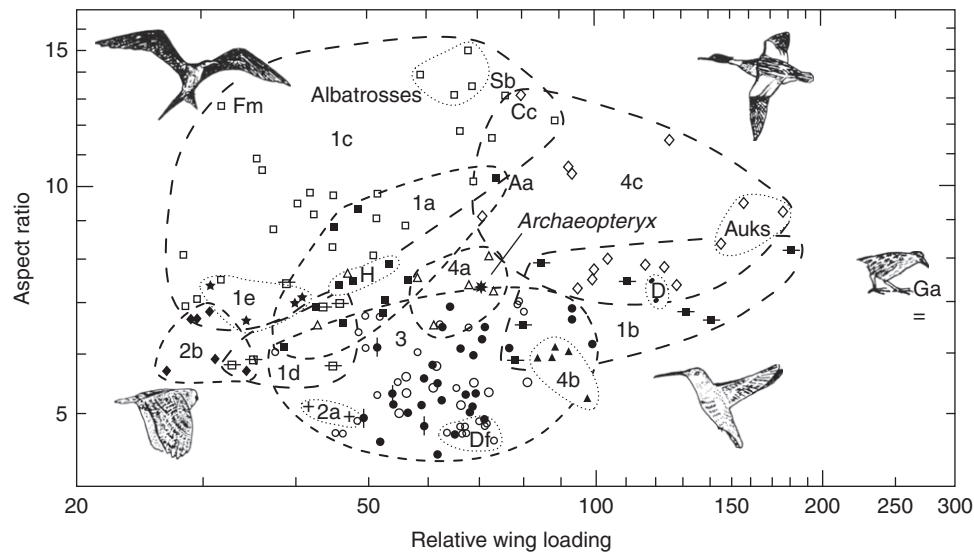 15
10
5
Aspect ratio
Albatrosses
Sb
Cc
Fm
1c
1a
Aa
4c
Archaeopteryx
Auks
H
4a
D
Ga
=
1e
3
1b
2b
1d
4b
2a
Df
20
50
100
150
200
250
300
Relative wing loading